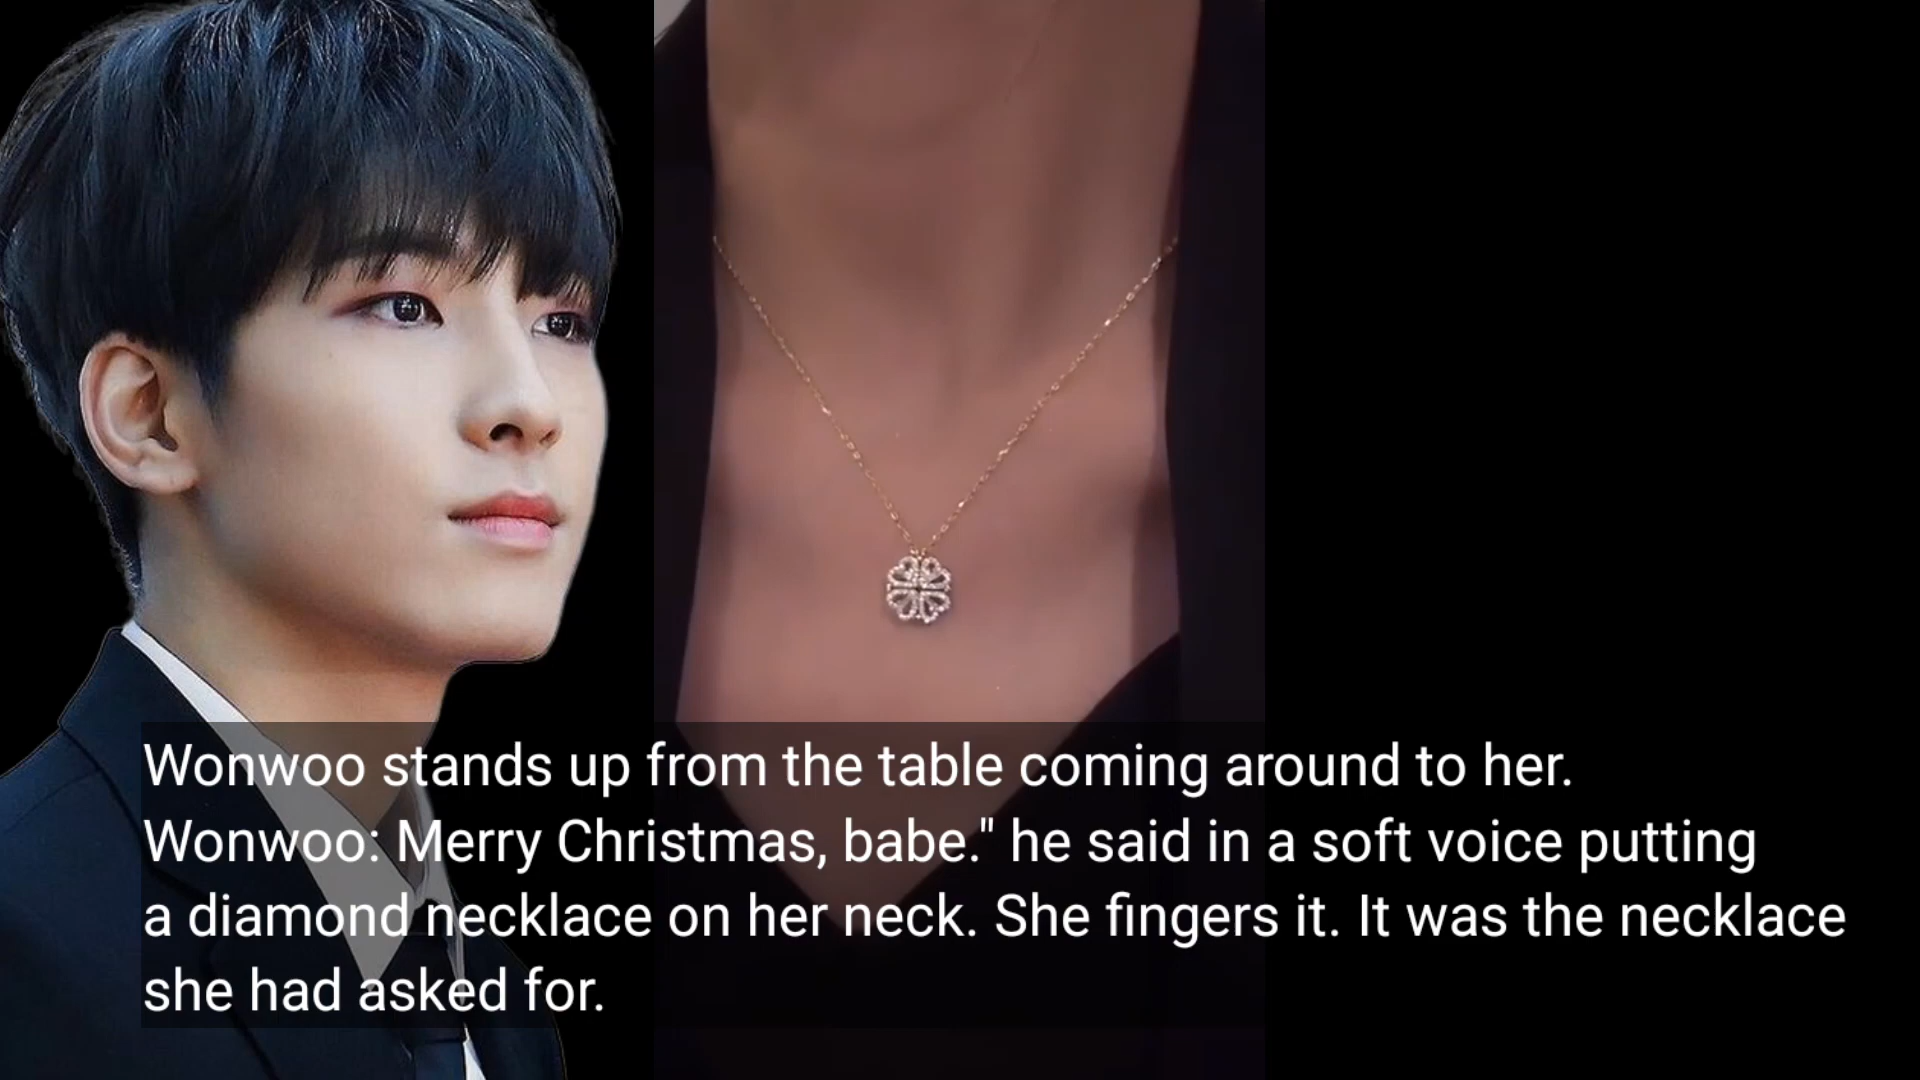 Wonwoo stands up from the table coming around to her.
Wonwoo: Merry Christmas, babe." he said in a soft voice putting
a diamond necklace on her neck. She fingers it. It was the necklace
she had asked for.